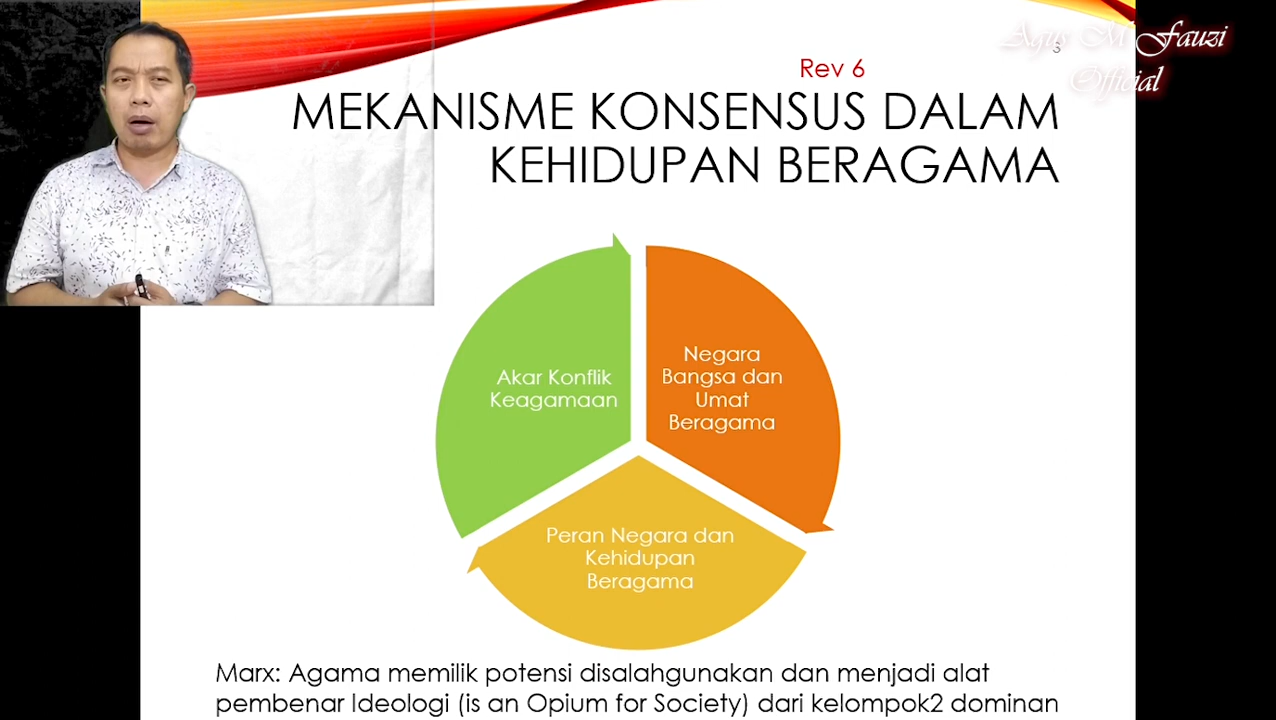 Agus M Fauzi
Official
3
Rev 6
MEKANISME KONSENSUS DALAM
KEHIDUPAN BERAGAMA
Akar Konflik
Keagamaan
Negara
Bangsa dan
Umat
Beragama
Peran Negara dan
Kehidupan
Beragama
Marx: Agama memilik potensi disalahgunakan dan menjadi alat
pembenar Ideologi (is an Opium for Society) dari kelompok2 dominan